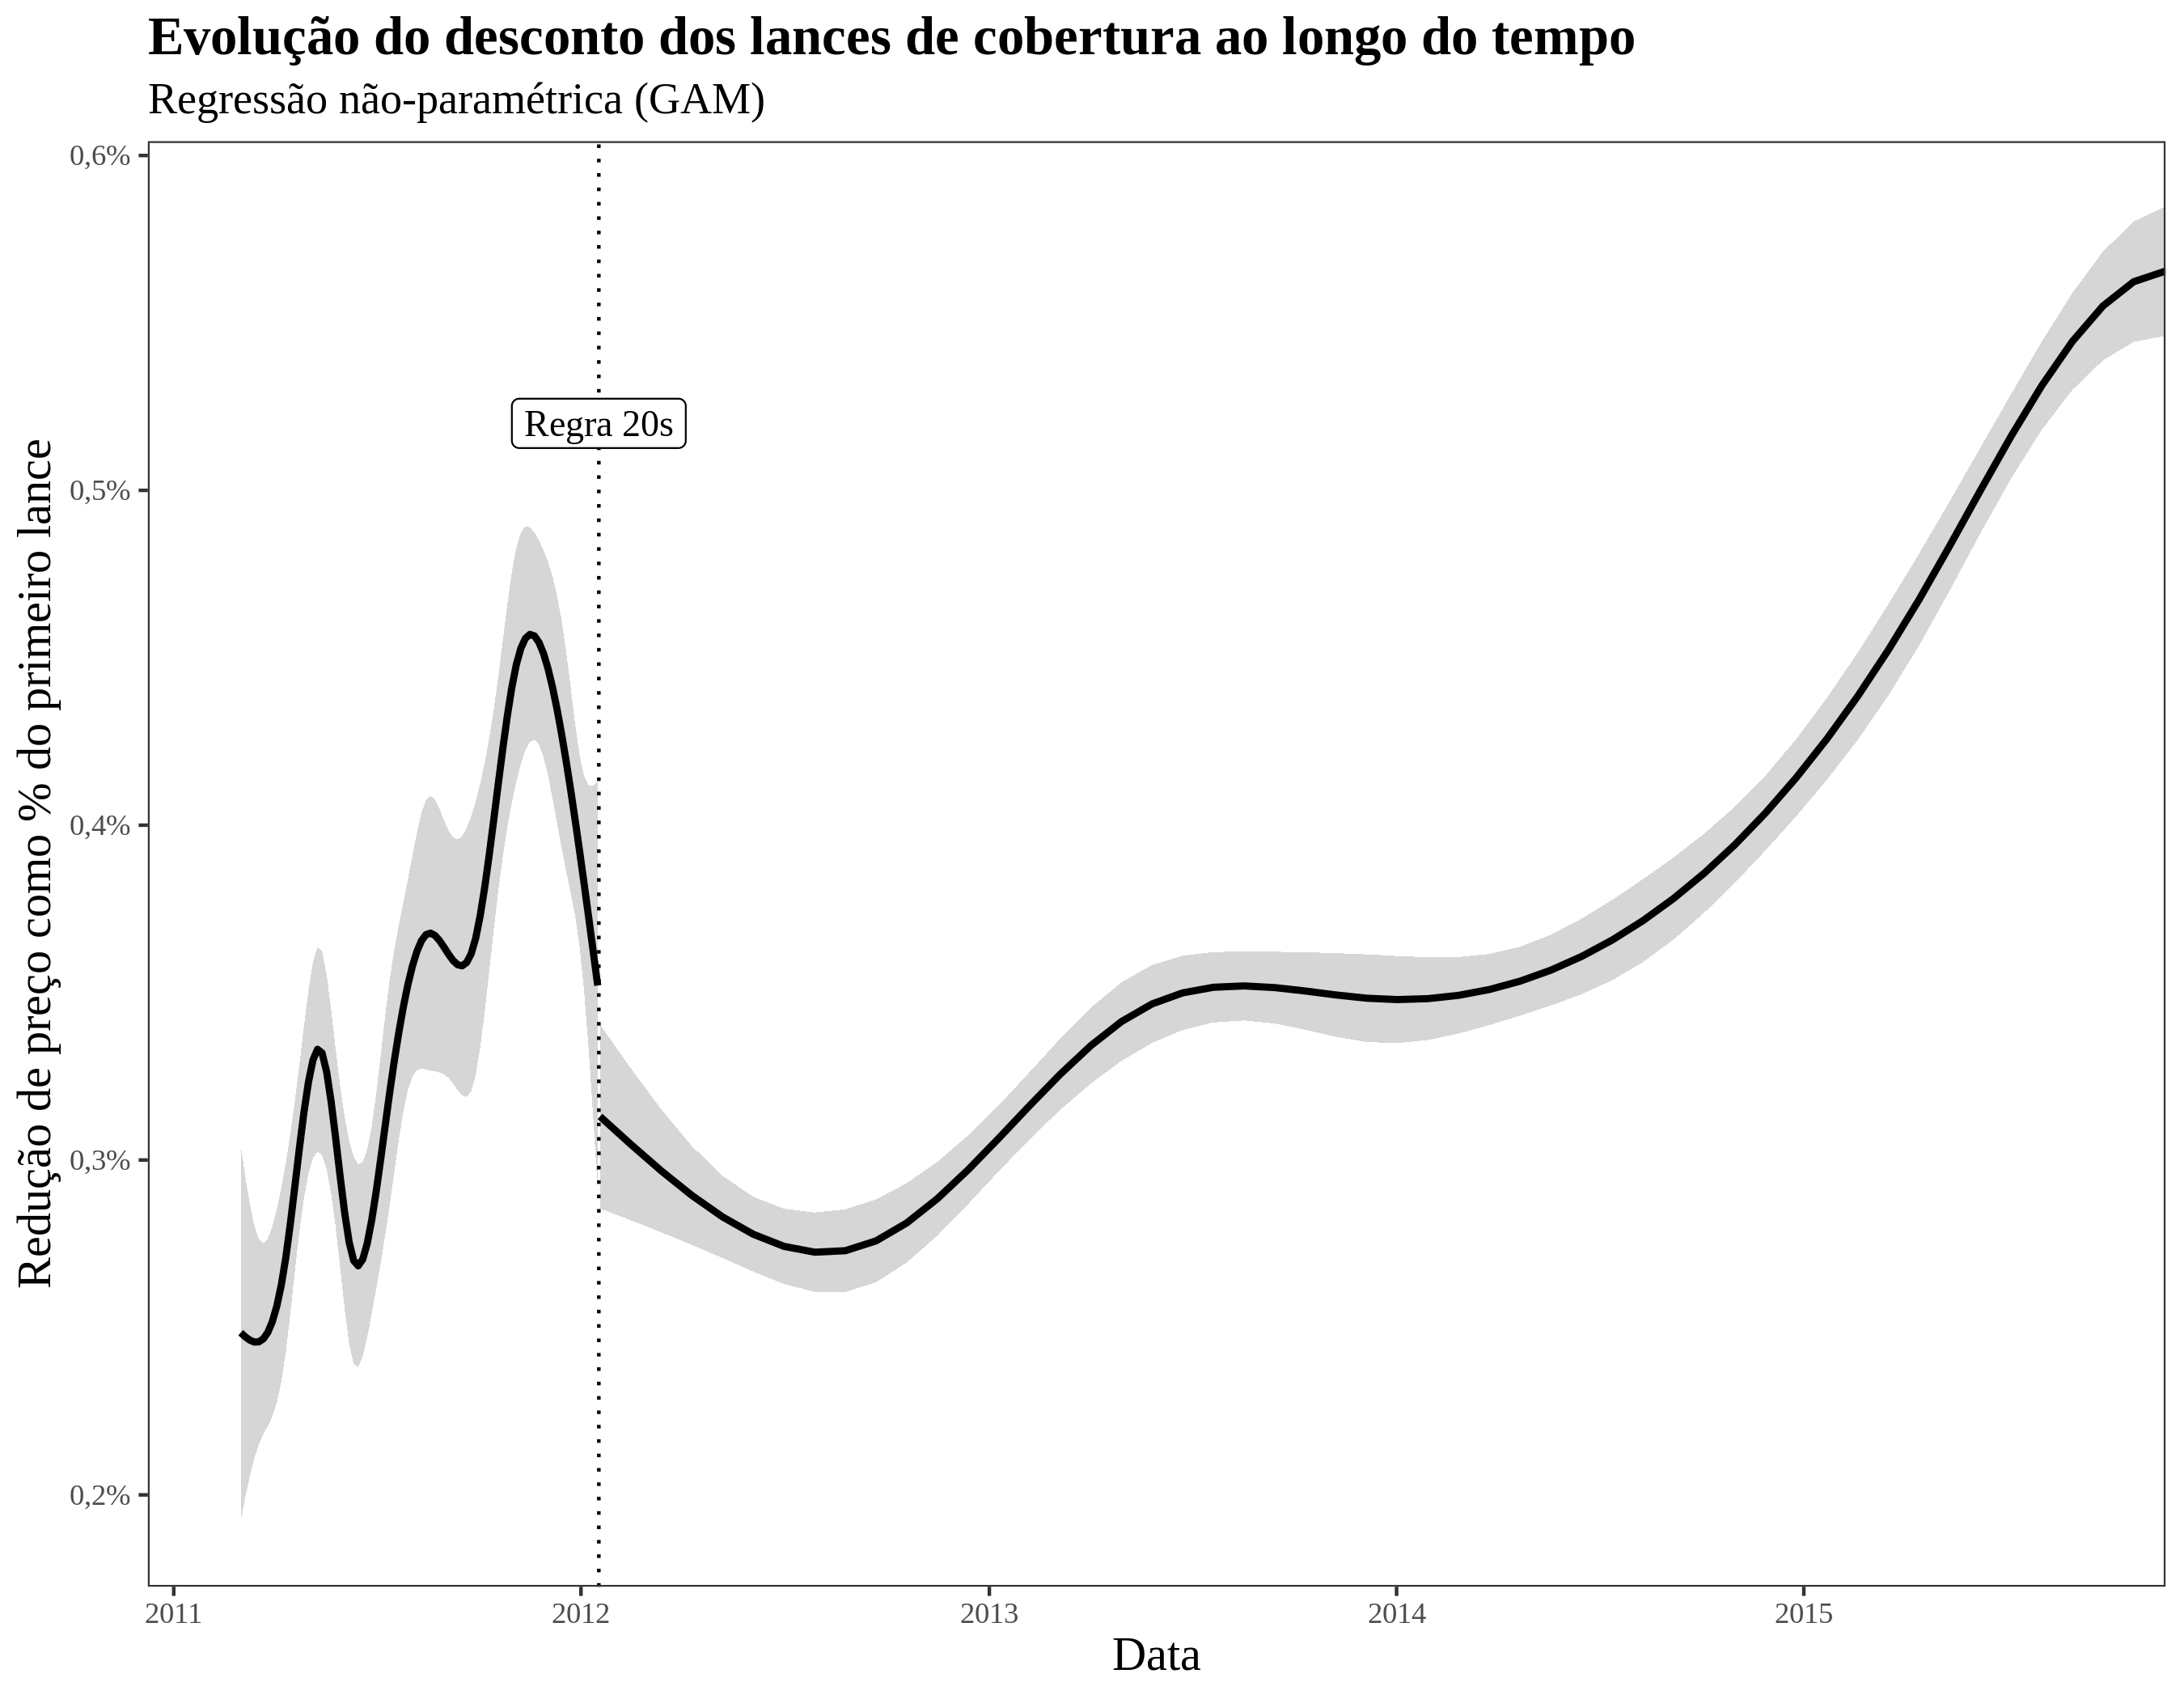 Evolução do desconto dos lances de cobertura ao longo do tempo
Regressão não-paramétrica (GAM)
Redução de preço como % do primeiro lance
0,6%
0,5%
0,4%
0,3%
0,2%
Regra 20s
2011
2012
2013
2014
2015
Data